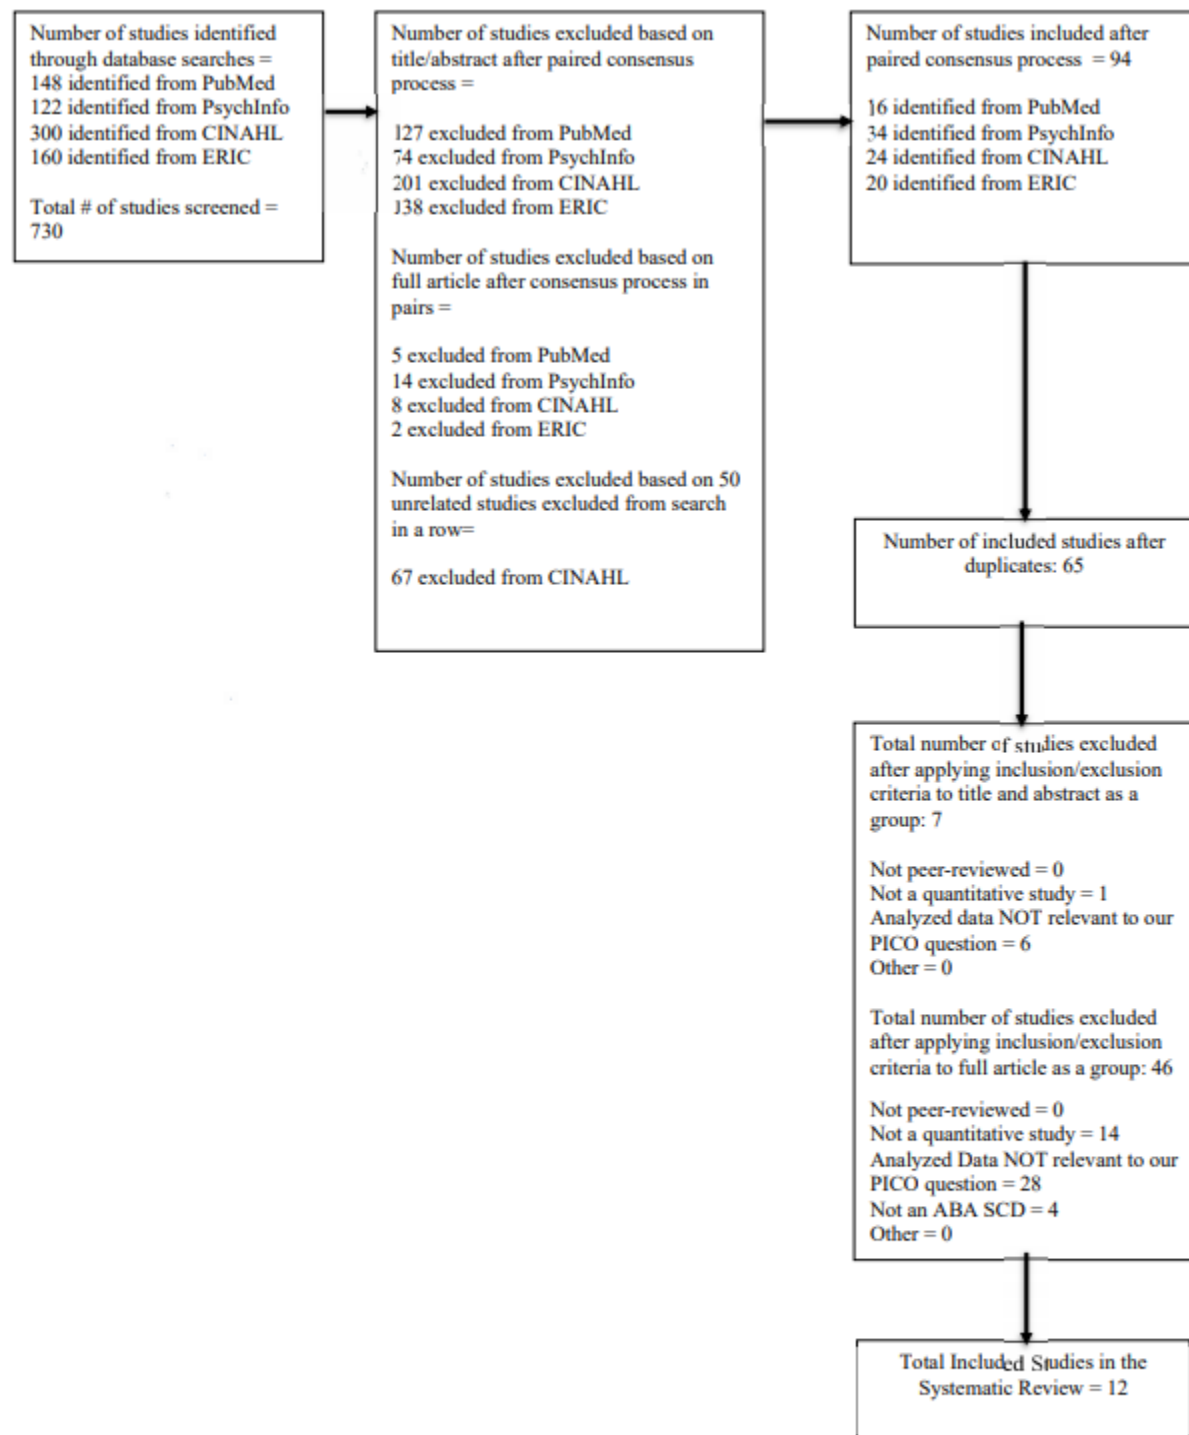 Number of studies identified
through database searches =
148 identified from PubMed
122 identified from PsychInfo
300 identified from CINAHL
160 identified from ERIC
Total # of studies screened =
730
Number of studies excluded based on
title/abstract after paired consensus
process =
127 excluded from PubMed
74 excluded from PsychInfo
201 excluded from CINAHL
138 excluded from ERIC
Number of studies excluded based on
full article after consensus process in
pairs =
5 excluded from PubMed
14 excluded from PsychInfo
8 excluded from CINAHL
2 excluded from ERIC
Number of studies excluded based on 50
unrelated studies excluded from search
in a row=
67 excluded from CINAHL
Number of studies included after
paired consensus process = 94
16 identified from PubMed
34 identified from PsychInfo
24 identified from CINAHL
20 identified from ERIC
Number of included studies after
duplicates: 65
Total number of studies excluded
after applying inclusion/exclusion
criteria to title and abstract as a
group: 7
Not peer-reviewed = 0
Not a quantitative study = 1
Analyzed data NOT relevant to our
PICO question = 6
Other = 0
Total number of studies excluded
after applying inclusion/exclusion
criteria to full article as a group: 46
Not peer-reviewed = 0
Not a quantitative study = 14
Analyzed Data NOT relevant to our
PICO question = 28
Not an ABA SCD = 4
Other = 0
Total Included Studies in the
Systematic Review = 12